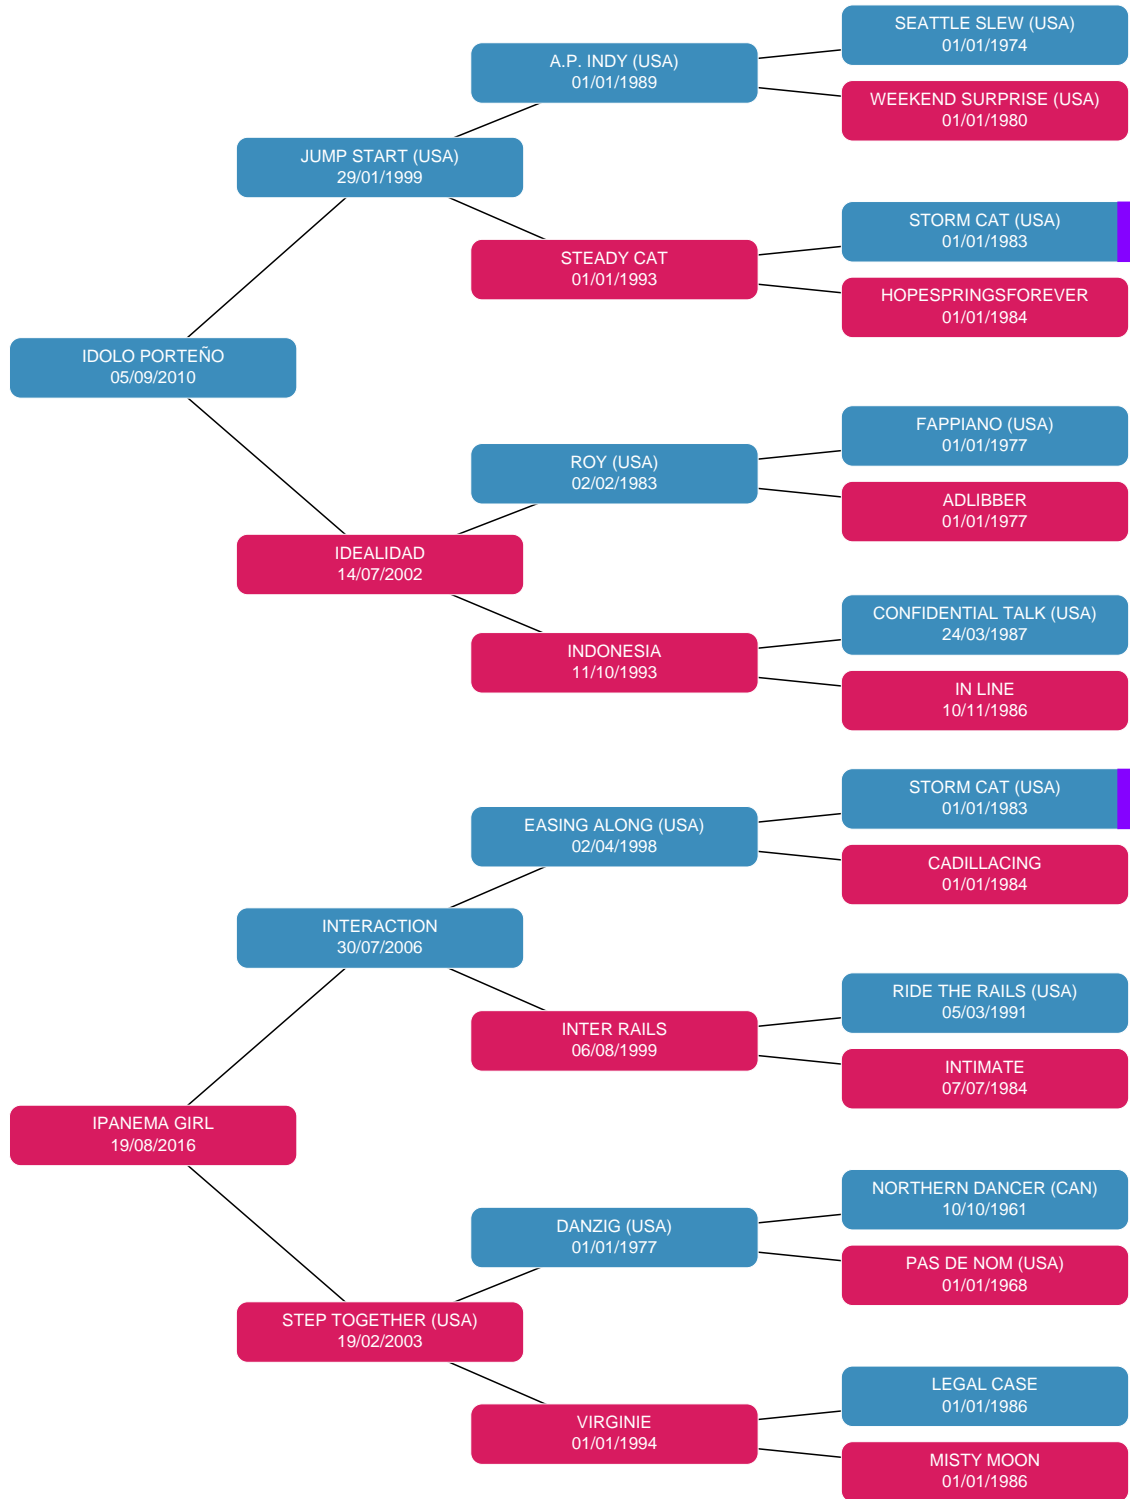 SEATTLE SLEW (USA)
01/01/1974
A.P. INDY (USA)
01/01/1989
WEEKEND SURPRISE (USA)
01/01/1980
JUMP START (USA)
29/01/1999
STORM CAT (USA)
01/01/1983
STEADY CAT
01/01/1993
HOPESPRINGSFOREVER
01/01/1984
IDOLO PORTEÑO
05/09/2010
FAPPIANO (USA)
01/01/1977
ROY (USA)
02/02/1983
ADLIBBER
01/01/1977
IDEALIDAD
14/07/2002
CONFIDENTIAL TALK (USA)
24/03/1987
INDONESIA
11/10/1993
IN LINE
10/11/1986
STORM CAT (USA)
01/01/1983
EASING ALONG (USA)
02/04/1998
CADILLACING
01/01/1984
INTERACTION
30/07/2006
RIDE THE RAILS (USA)
05/03/1991
INTER RAILS
06/08/1999
INTIMATE
07/07/1984
IPANEMA GIRL
19/08/2016
NORTHERN DANCER (CAN)
10/10/1961
DANZIG (USA)
01/01/1977
PAS DE NOM (USA)
01/01/1968
STEP TOGETHER (USA)
19/02/2003
LEGAL CASE
01/01/1986
VIRGINIE
01/01/1994
MISTY MOON
01/01/1986